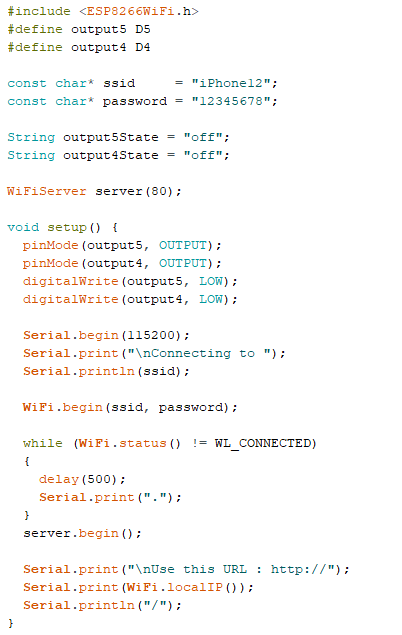 #include <ESP8266WiFi.h>
#define output5 D5
#define output4 D4

const char* ssid     = "iPhone12";
const char* password = "12345678";

String output5State = "off";
String output4State = "off";

WiFiServer server(80);

void setup() {
  pinMode(output5, OUTPUT);
  pinMode(output4, OUTPUT);
  digitalWrite(output5, LOW);
  digitalWrite(output4, LOW);

  Serial.begin(115200);
  Serial.print("\nConnecting to ");
  Serial.println(ssid);

  WiFi.begin(ssid, password);

  while (WiFi.status() != WL_CONNECTED)
  {
    delay(500);
    Serial.print(".");
  }
  server.begin();

  Serial.print("\nUse this URL : http://");
  Serial.print(WiFi.localIP());
  Serial.println("/");
}